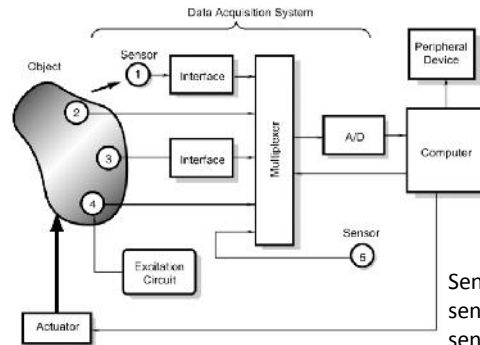 Data Acquisition System
Sensor
Object
1
Interface
Peripheral
Device
2
Multiplexer
A/D
Computer
3
Interface
4
Sensor
5
Excitation
Circuit
Actuator
Sen
sen
sen